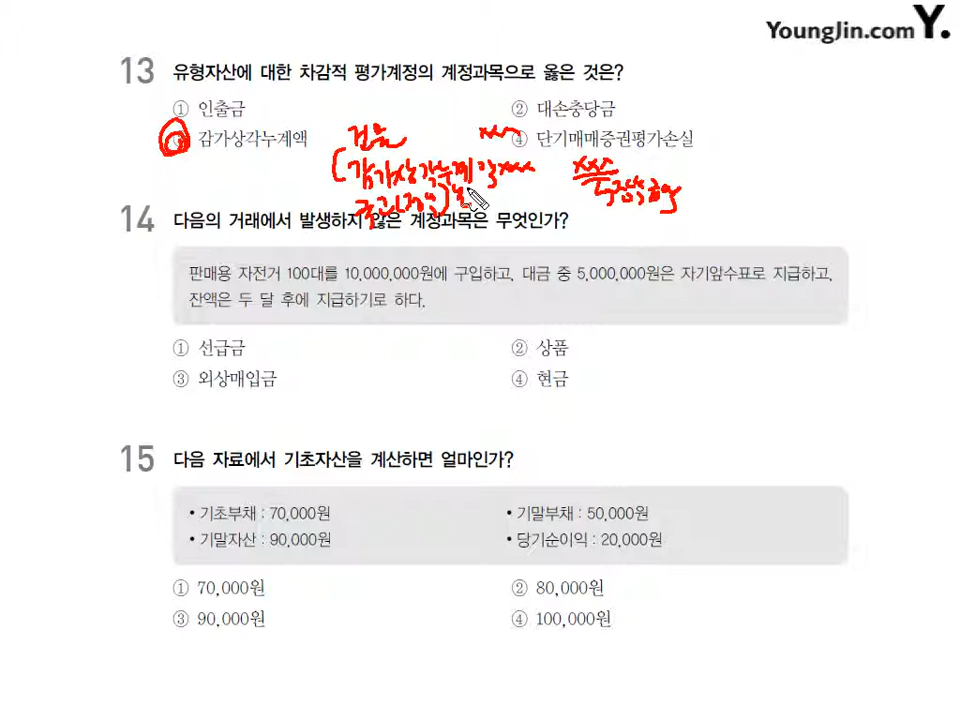 YoungJin.com Y.
13 유형자산에 대한 차감적 평가계정의 계정과목으로 옳은 것은?
① 인출금 ② 대손충당금
감가상각누계액 ④ 단기매매증권평가손실
건물 xxx
(감가상각누계액 xxx xxx
14 다음의 거래에서 발생하지 않은 계정과목은 무엇인가?
판매용 자전거 100대를 10,000,000원에 구입하고, 대금 중 5,000,000원은 자기앞수표로 지급하고,
잔액은 두 달 후에 지급하기로 하다.
① 선급금 ② 상품
③ 외상매입금 ④ 현금
15 다음 자료에서 기초자산을 계산하면 얼마인가?
• 기초부채 : 70,000원 • 기말부채 : 50,000원
• 기말자산 : 90,000원 • 당기순이익 : 20,000원
① 70,000원 ② 80,000원
③ 90,000원 ④ 100,000원